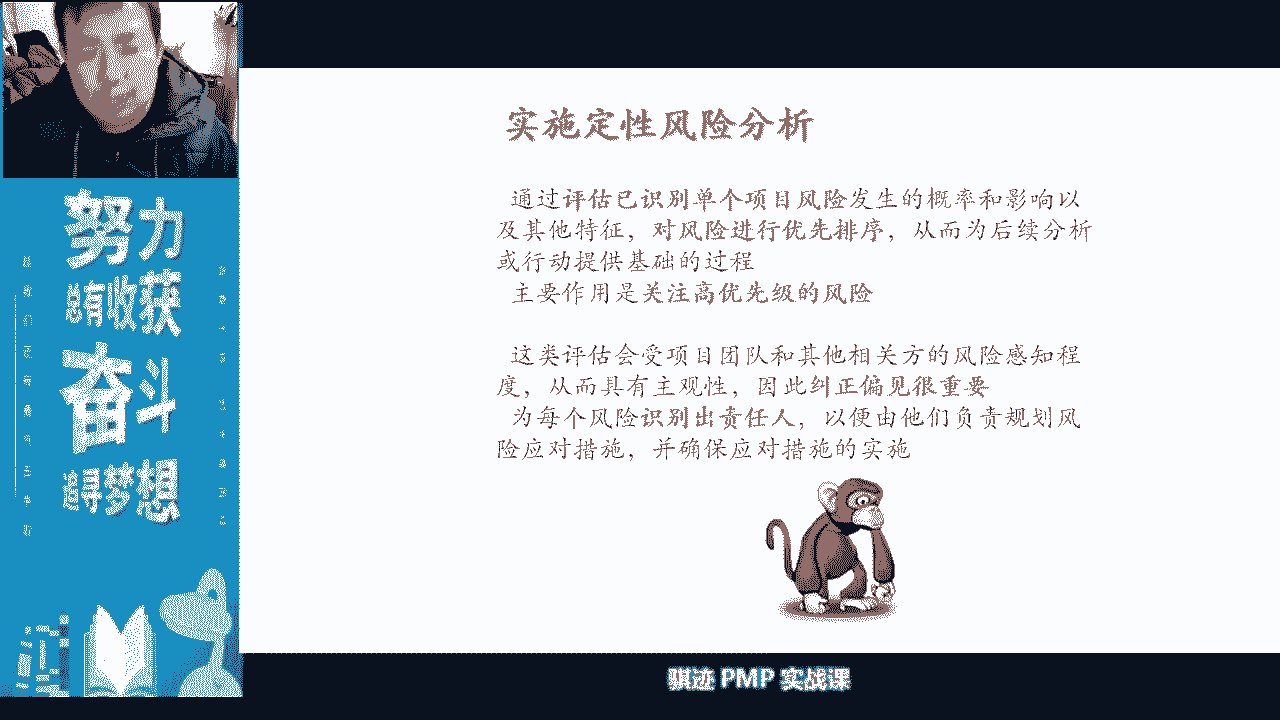 努力
总有收获
奋斗
追寻梦想
实施定性风险分析
通过评估已识别单个项目风险发生的概率和影响以
及其他特征，对风险进行优先排序，从而为后续分析
或行动提供基础的过程
主要作用是关注高优先级的风险
这类评估会受项目团队和其他相关方的风险感知程
度，从而具有主观性，因此纠正偏见很重要
为每个风险识别出责任人，以便由他们负责规划风
险应对措施，并确保应对措施的实施
骐迹 PMP 实战课